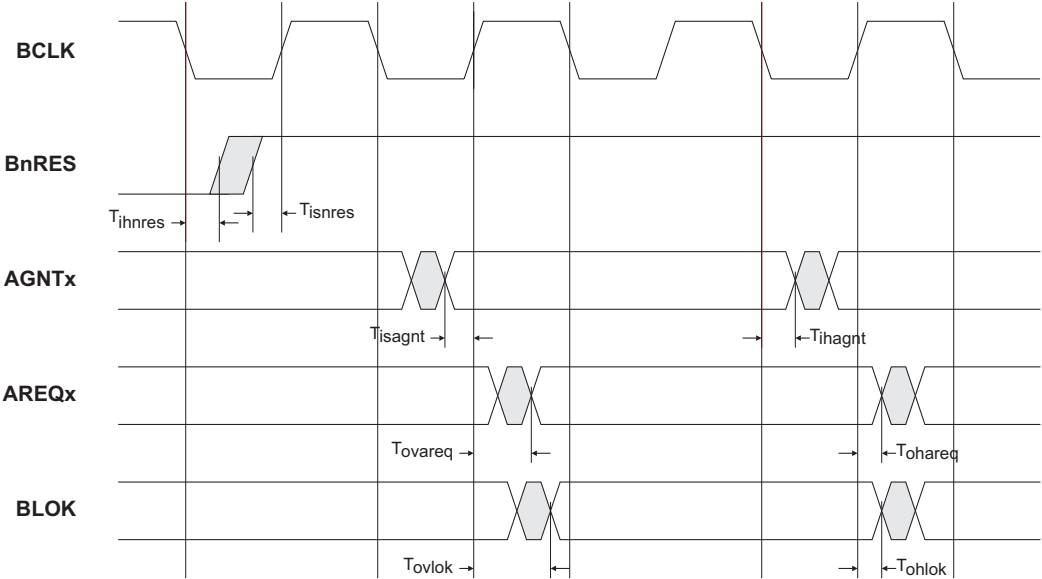 BCLK
BnRES
Tihnres
Tisnres
AGNTx
Tisagnt
Tihagnt
AREQx
Tovareq
Tohareq
BLOK
Tovlok
Tohlok